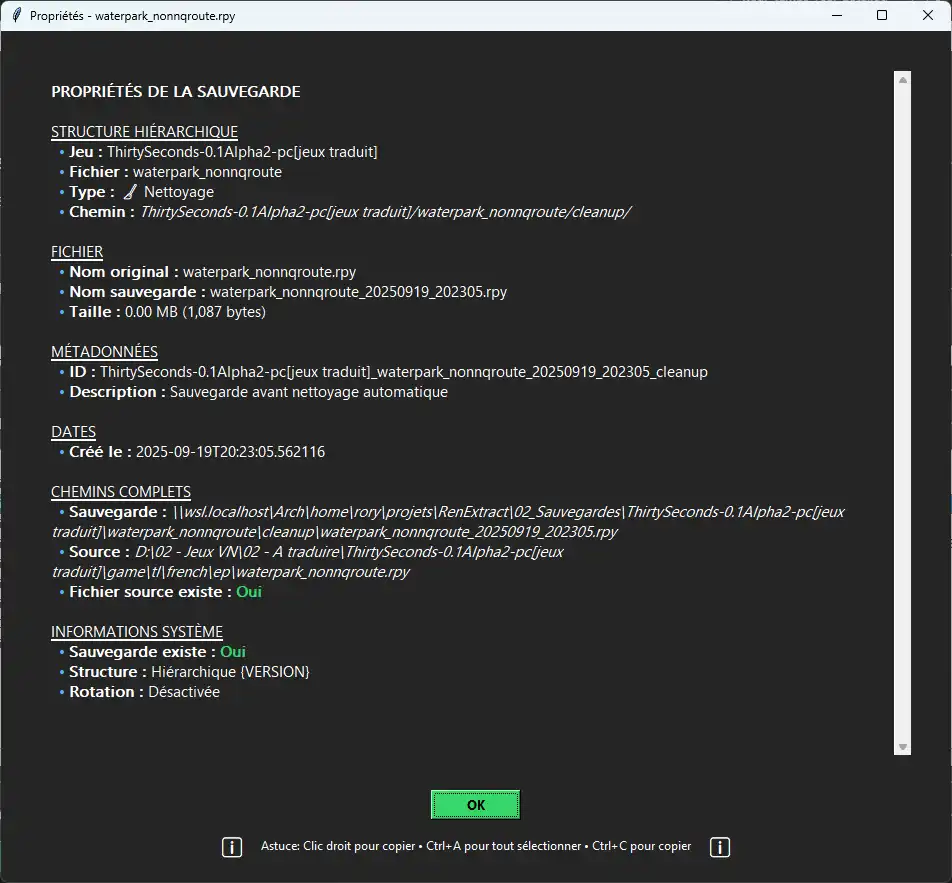 Propriétés - waterpark_nonnqroute.rpy
PROPRIÉTÉS DE LA SAUVEGARDE
STRUCTURE HIÉRARCHIQUE
• Jeu : ThirtySeconds-0.1Alpha2-pc[jeux traduit]
• Fichier : waterpark_nonnqroute
• Type : 🧹 Nettoyage
• Chemin : ThirtySeconds-0.1Alpha2-pc[jeux traduit]/waterpark_nonnqroute/cleanup/
FICHIER
• Nom original : waterpark_nonnqroute.rpy
• Nom sauvegarde : waterpark_nonnqroute_20250919_202305.rpy
• Taille : 0.00 MB (1,087 bytes)
MÉTADONNÉES
• ID : ThirtySeconds-0.1Alpha2-pc[jeux traduit]_waterpark_nonnqroute_20250919_202305_cleanup
• Description : Sauvegarde avant nettoyage automatique
DATES
• Créé le : 2025-09-19T20:23:05.562116
CHEMINS COMPLETS
• Sauvegarde : \\wsl.localhost\Arch\home\rory\projets\RenExtract\02_Sauvegardes\ThirtySeconds-0.1Alpha2-pc[jeux
traduit]\waterpark_nonnqroute\cleanup\waterpark_nonnqroute_20250919_202305.rpy
• Source : D:\02 - Jeux VN\02 - A traduire\ThirtySeconds-0.1Alpha2-pc[jeux
traduit]\game\tl\french\ep\waterpark_nonnqroute.rpy
• Fichier source existe : Oui
INFORMATIONS SYSTÈME
• Sauvegarde existe : Oui
• Structure : Hiérarchique {VERSION}
• Rotation : Désactivée
OK
Astuce: Clic droit pour copier • Ctrl+A pour tout sélectionner • Ctrl+C pour copier